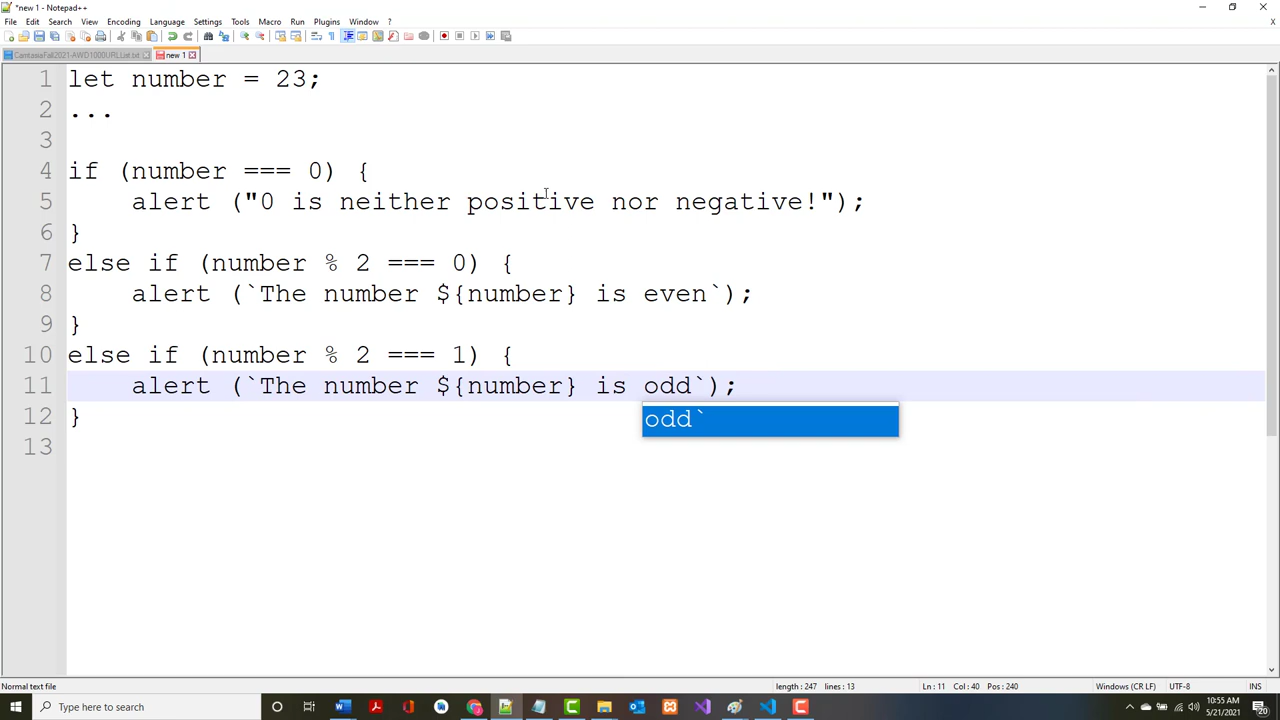 *new 1 - Notepad++
File Edit Search View Encoding Language Settings Tools Macro Run Plugins Window ? X
CamtasiaFall2021-AWD1000URLList.txt new 1
1 let number = 23;
2 ...
3
4 if (number === 0) {
5 alert ("0 is neither positive nor negative!");
6 }
7 else if (number % 2 === 0) {
8 alert (`The number ${number} is even`);
9 }
10 else if (number % 2 === 1) {
11 alert (`The number ${number} is odd`);
odd`
12 }
13
Normal text file length : 247 lines : 13 Ln : 11 Col : 40 Pos : 240 Windows (CR LF) UTF-8 INS
Type here to search
10:55 AM
5/21/2021